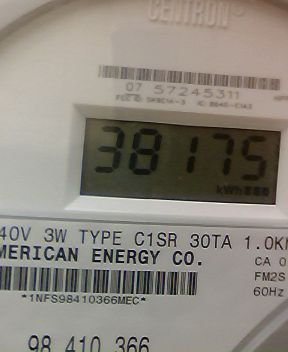 CENTRON®
07 57245311
38175
kWh
40V 3W TYPE C1SR 30TA 1.0K
MERICAN ENERGY CO.
CA 0
FM2S
*1NFS98410366MEC*
60Hz
98 410 366